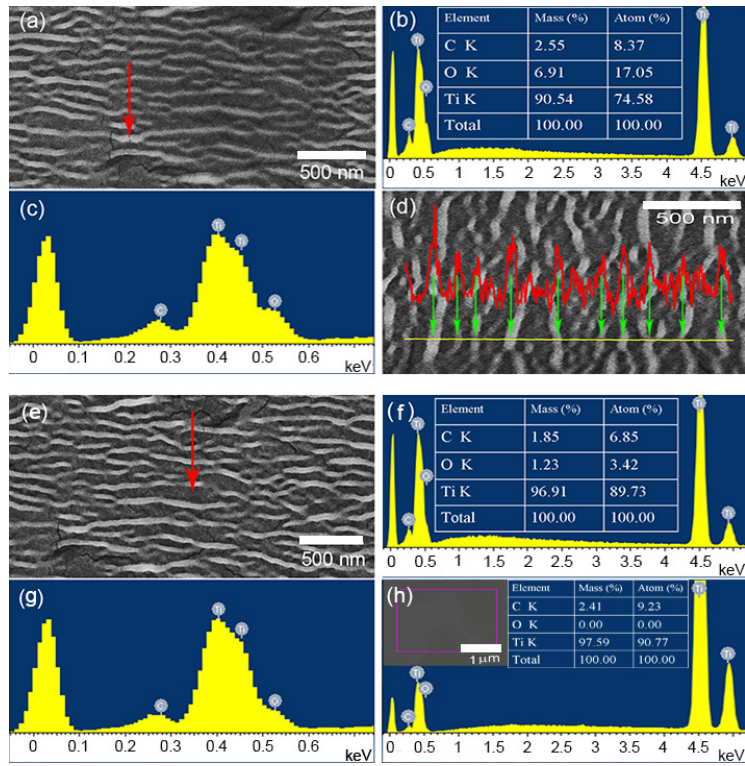 (a)
500 nm
(b)
Element Mass (%) Atom (%)
C K 2.55 8.37
O K 6.91 17.05
Ti K 90.54 74.58
Total 100.00 100.00
Ti
O
C
Ti
Ti
0 0.5 1 1.5 2 2.5 3 3.5 4 4.5
keV
(c)
Ti
Ti
C
O
0 0.1 0.2 0.3 0.4 0.5 0.6
keV
(d)
500 nm
(e)
500 nm
(f)
Element Mass (%) Atom (%)
C K 1.85 6.85
O K 1.23 3.42
Ti K 96.91 89.73
Total 100.00 100.00
Ti
O
C
Ti
Ti
0 0.5 1 1.5 2 2.5 3 3.5 4 4.5
keV
(g)
Ti
Ti
C
O
0 0.1 0.2 0.3 0.4 0.5 0.6
keV
(h)
1 μm
Element Mass (%) Atom (%)
C K 2.41 9.23
O K 0.00 0.00
Ti K 97.59 90.77
Total 100.00 100.00
Ti
O
C
Ti
Ti
0 0.5 1 1.5 2 2.5 3 3.5 4 4.5
keV